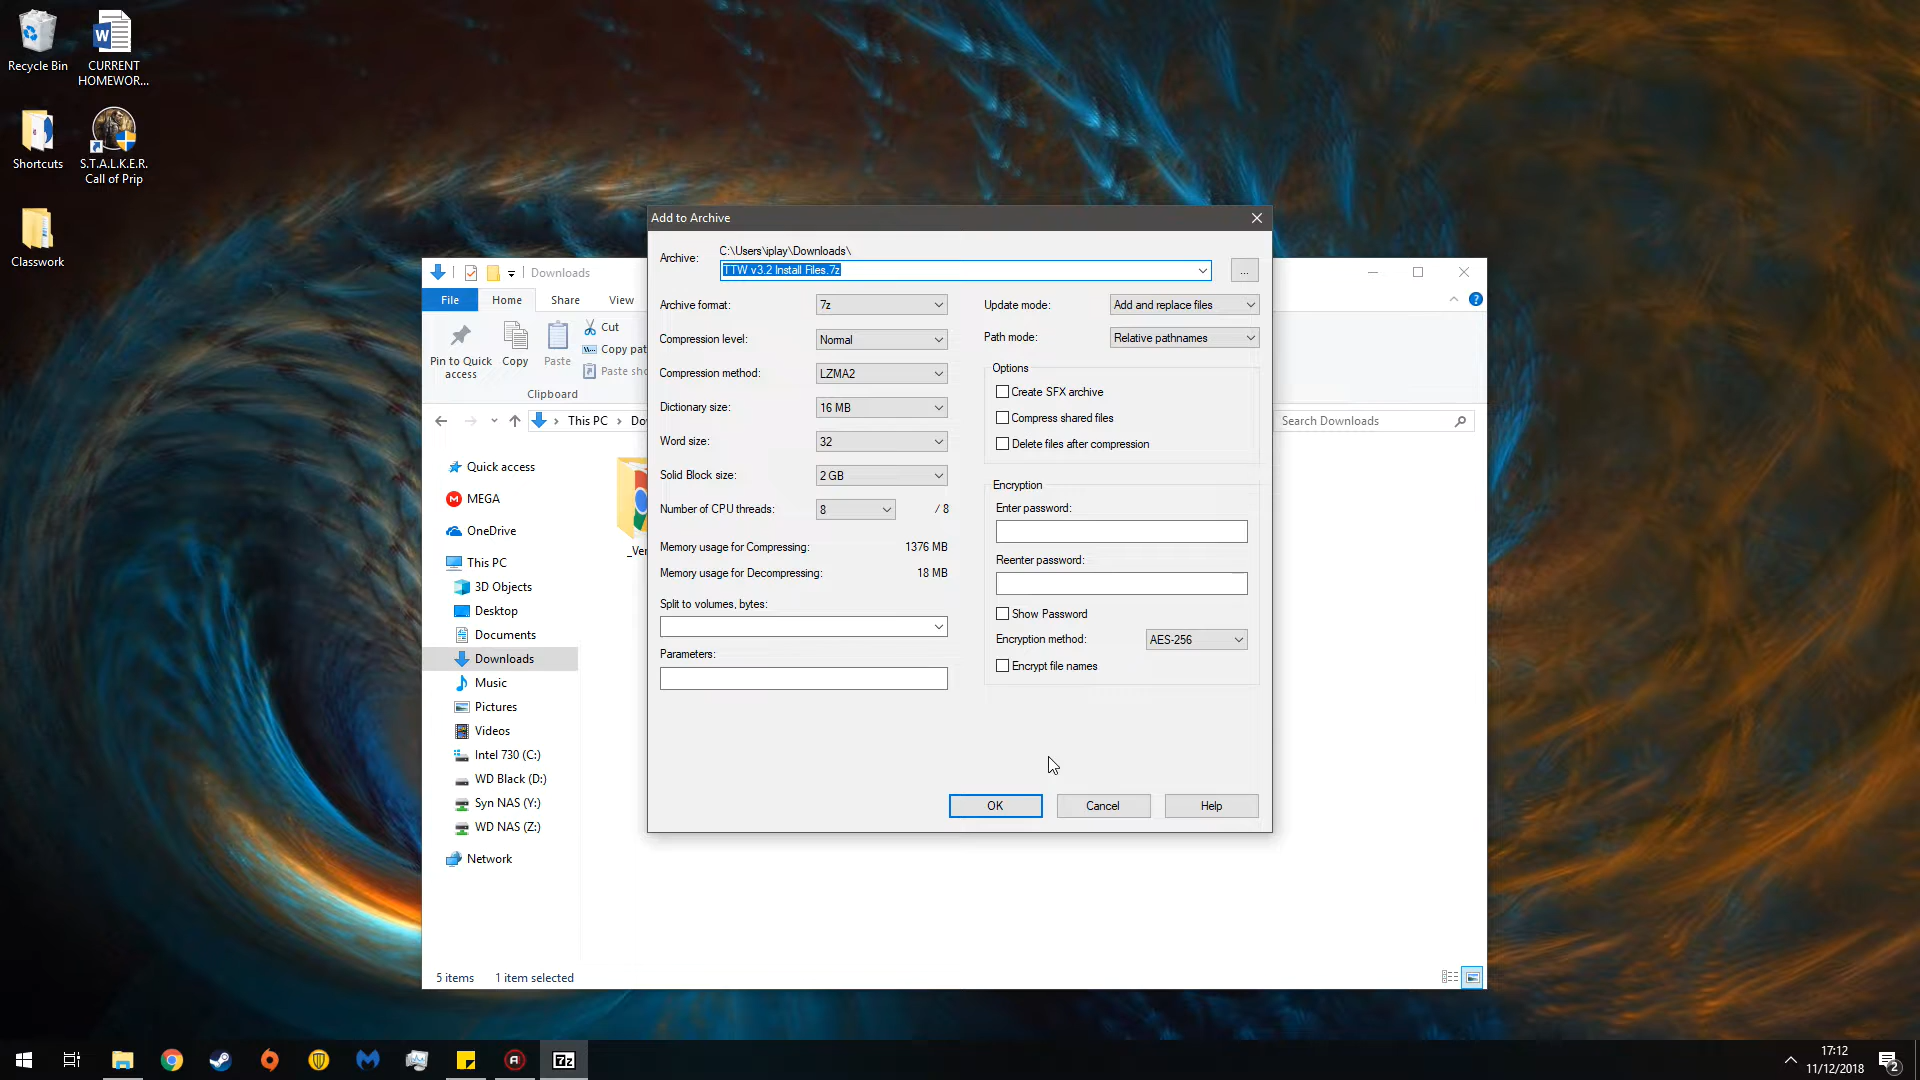 Recycle Bin
CURRENT
HOMEWOR...
Shortcuts
S.T.A.L.K.E.R.
Call of Prip
Classwork
Downloads
File
Home
Share
View
Pin to Quick
access
Copy
Paste
Cut
Copy pat
Paste sho
Clipboard
This PC
Do
Search Downloads
Quick access
MEGA
OneDrive
This PC
3D Objects
Desktop
Documents
Downloads
Music
Pictures
Videos
Intel 730 (C:)
WD Black (D:)
Syn NAS (Y:)
WD NAS (Z:)
Network
_Ver
5 items
1 item selected
Add to Archive
Archive:
C:\Users\iplay\Downloads\
TTW v3.2 Install Files.7z
...
Archive format:
7z
Compression level:
Normal
Compression method:
LZMA2
Dictionary size:
16 MB
Word size:
32
Solid Block size:
2 GB
Number of CPU threads:
8
/ 8
Memory usage for Compressing:
1376 MB
Memory usage for Decompressing:
18 MB
Split to volumes, bytes:
Parameters:
Update mode:
Add and replace files
Path mode:
Relative pathnames
Options
Create SFX archive
Compress shared files
Delete files after compression
Encryption
Enter password:
Reenter password:
Show Password
Encryption method:
AES-256
Encrypt file names
OK
Cancel
Help
7z
17:12
11/12/2018
2